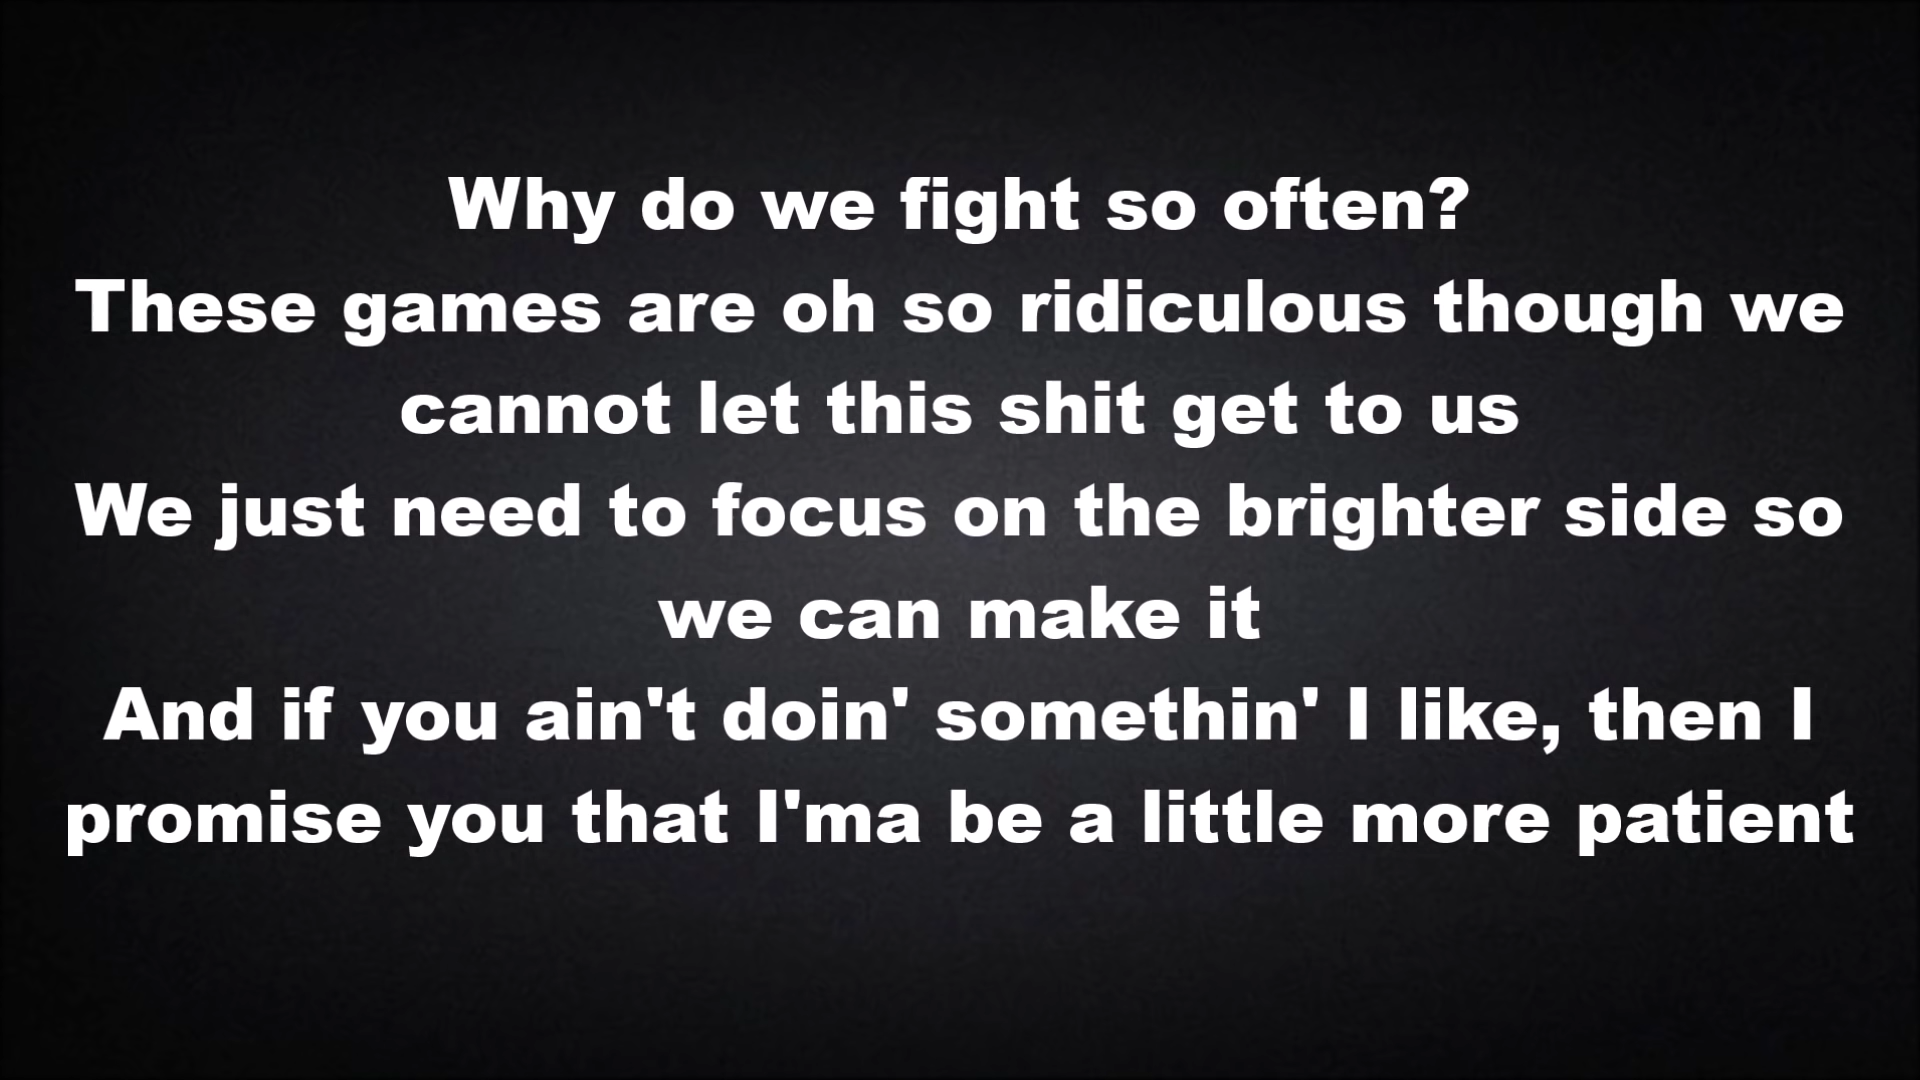 Why do we fight so often?
These games are oh so ridiculous though we
cannot let this shit get to us
We just need to focus on the brighter side so
we can make it
And if you ain't doin' somethin' I like, then I
promise you that I'ma be a little more patient